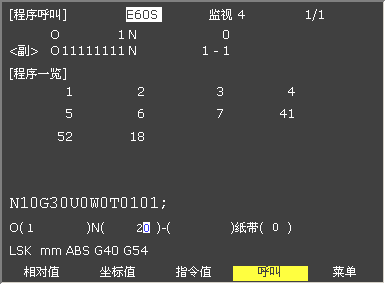 [程序呼叫] E60S 监视 4 1/1
O 1 N 0
<副> O 11111111 N 1 - 1
[程序一览]
1 2 3 4
5 6 7 41
52 18
N10G30U0W0T0101;
O( 1 )N( 20 )-( )纸带( 0 )
LSK mm ABS G40 G54
相对值 坐标值 指令值 呼叫 菜单